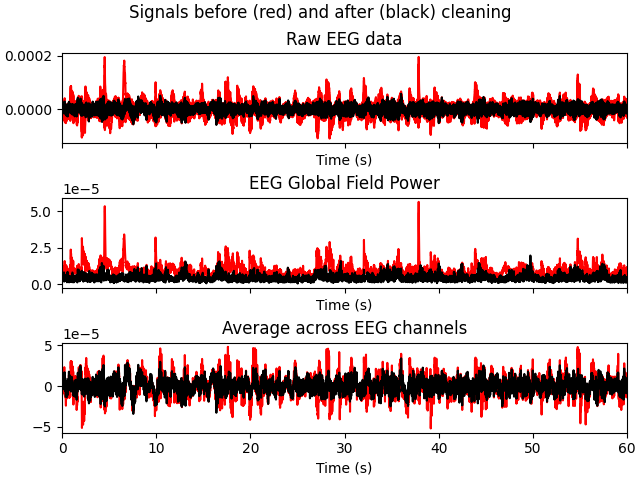 Signals before (red) and after (black) cleaning
Raw EEG data
0.0002
0.0000
Time (s)
EEG Global Field Power
1e−5
5.0
2.5
0.0
Time (s)
Average across EEG channels
1e−5
5
0
−5
0 10 20 30 40 50 60
Time (s)